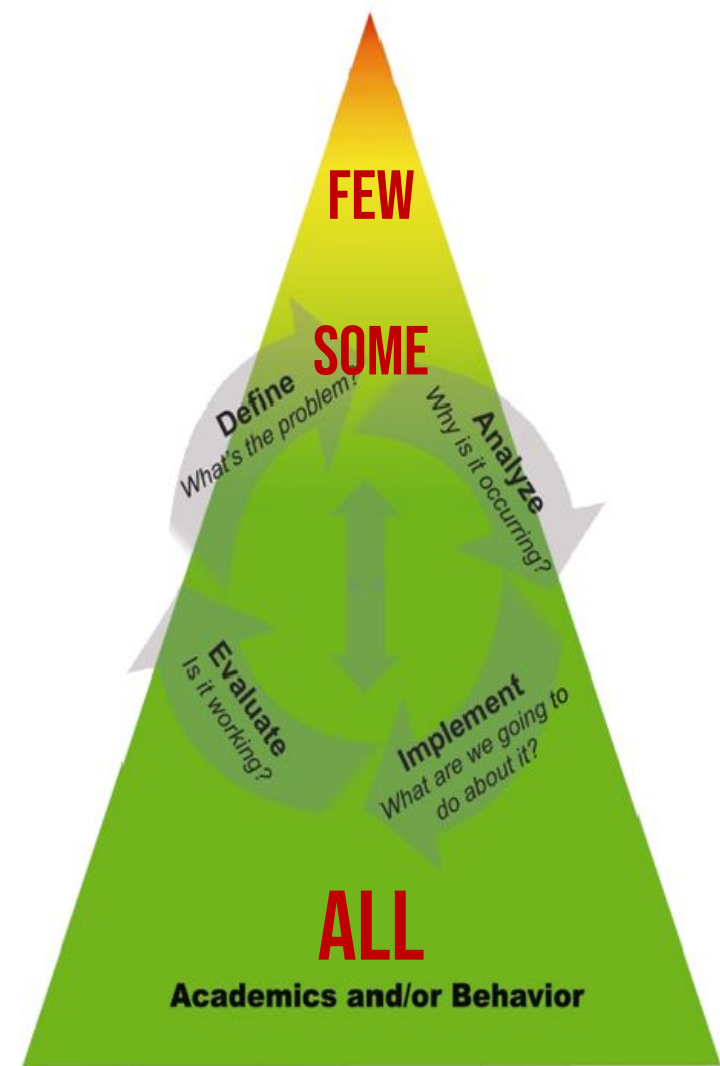 FEW
SOME
Define
What's the problem?
Analyze
Why is it occurring?
Implement
What are we going to
do about it?
Evaluate
Is it working?
ALL
Academics and/or Behavior